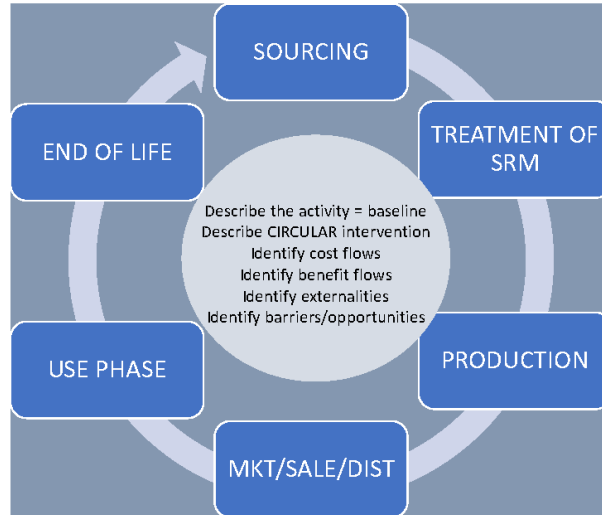 SOURCING
TREATMENT OF
SRM
PRODUCTION
MKT/SALE/DIST
USE PHASE
END OF LIFE
Describe the activity = baseline
Describe CIRCULAR intervention
Identify cost flows
Identify benefit flows
Identify externalities
Identify barriers/opportunities